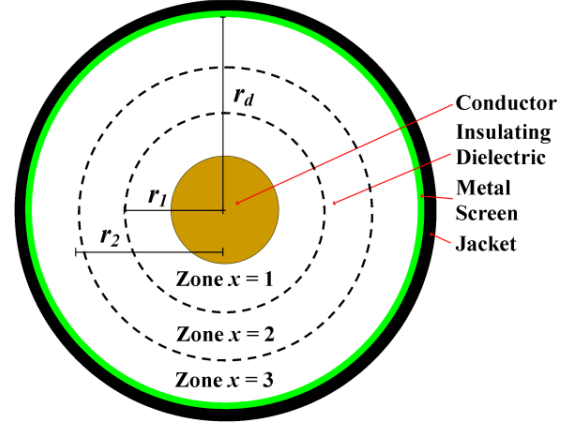 r_d
Conductor
Insulating
Dielectric
r_1
Metal
Screen
r_2
Jacket
Zone x = 1
Zone x = 2
Zone x = 3